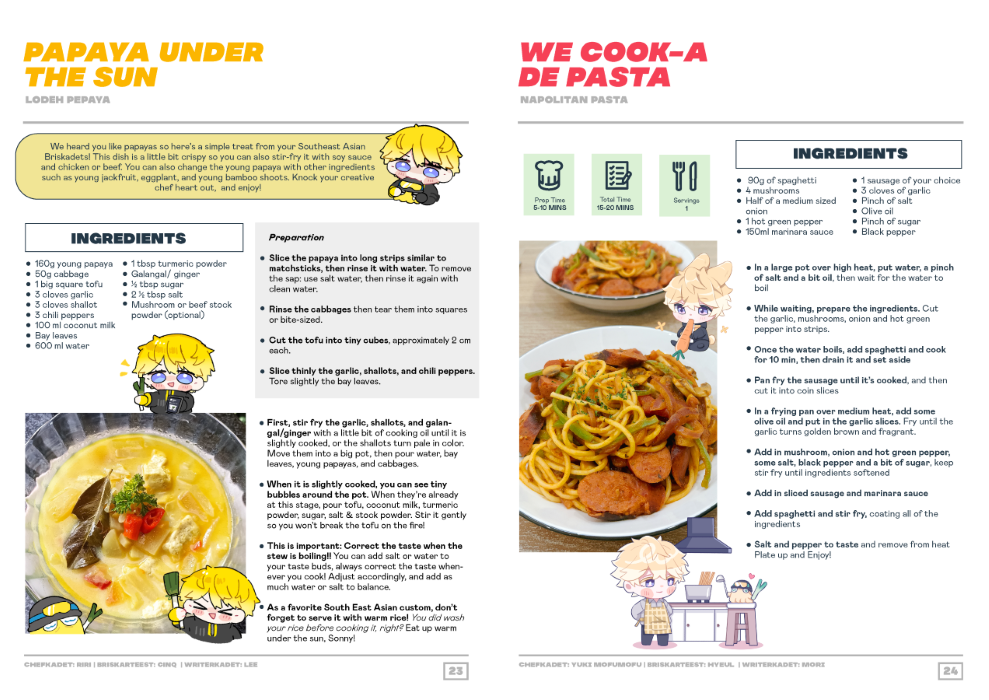 PAPAYA UNDER
THE SUN
LODEH PEPAYA
We heard you like papayas so here's a simple treat from your Southeast Asian
Briskadets! This dish is a little bit crispy so you can also stir-fry it with soy sauce
and chicken or beef. You can also change the young papaya with other ingredients
such as young jackfruit, eggplant, and young bamboo shoots. Knock your creative
chef heart out, and enjoy!
INGREDIENTS
• 160g young papaya
• 50g cabbage
• 1 big square tofu
• 3 cloves garlic
• 3 cloves shallot
• 3 chili peppers
• 100 ml coconut milk
• Bay leaves
• 600 ml water
• 1 tbsp turmeric powder
• Galangal/ ginger
• ½ tbsp sugar
• 2 ½ tbsp salt
• Mushroom or beef stock
powder (optional)
Preparation
• Slice the papaya into long strips similar to
matchsticks, then rinse it with water. To remove
the sap: use salt water, then rinse it again with
clean water.
• Rinse the cabbages then tear them into squares
or bite-sized.
• Cut the tofu into tiny cubes, approximately 2 cm
each.
• Slice thinly the garlic, shallots, and chili peppers.
Tore slightly the bay leaves.
• First, stir fry the garlic, shallots, and galan-
gal/ginger with a little bit of cooking oil until it is
slightly cooked, or the shallots turn pale in color.
Move them into a big pot, then pour water, bay
leaves, young papayas, and cabbages.
• When it is slightly cooked, you can see tiny
bubbles around the pot. When they're already
at this stage, pour tofu, coconut milk, turmeric
powder, sugar, salt & stock powder. Stir it gently
so you won't break the tofu on the fire!
• This is important: Correct the taste when the
stew is boiling!! You can add salt or water to
your taste buds, always correct the taste when-
ever you cook! Adjust accordingly, and add as
much water or salt to balance.
• As a favorite South East Asian custom, don't
forget to serve it with warm rice! You did wash
your rice before cooking it, right? Eat up warm
under the sun, Sonny!
CHEFKADET: RIRI | BRISKARTEEST: CINQ | WRITERKADET: LEE
23
WE COOK-A
DE PASTA
NAPOLITAN PASTA
Prep Time
5-10 MINS
Total Time
15-20 MINS
Servings
1
INGREDIENTS
• 90g of spaghetti
• 4 mushrooms
• Half of a medium sized
onion
• 1 hot green pepper
• 150ml marinara sauce
• 1 sausage of your choice
• 3 cloves of garlic
• Pinch of salt
• Olive oil
• Pinch of sugar
• Black pepper
• In a large pot over high heat, put water, a pinch
of salt and a bit oil, then wait for the water to
boil
• While waiting, prepare the ingredients. Cut
the garlic, mushrooms, onion and hot green
pepper into strips.
• Once the water boils, add spaghetti and cook
for 10 min, then drain it and set aside
• Pan fry the sausage until it's cooked, and then
cut it into coin slices
• In a frying pan over medium heat, add some
olive oil and put in the garlic slices. Fry until the
garlic turns golden brown and fragrant.
• Add in mushroom, onion and hot green pepper,
some salt, black pepper and a bit of sugar, keep
stir fry until ingredients softened
• Add in sliced sausage and marinara sauce
• Add spaghetti and stir fry, coating all of the
ingredients
• Salt and pepper to taste and remove from heat
Plate up and Enjoy!
CHEFKADET: YUKI MOFUMOFU | BRISKARTEEST: HYEUL | WRITERKADET: MORI
24